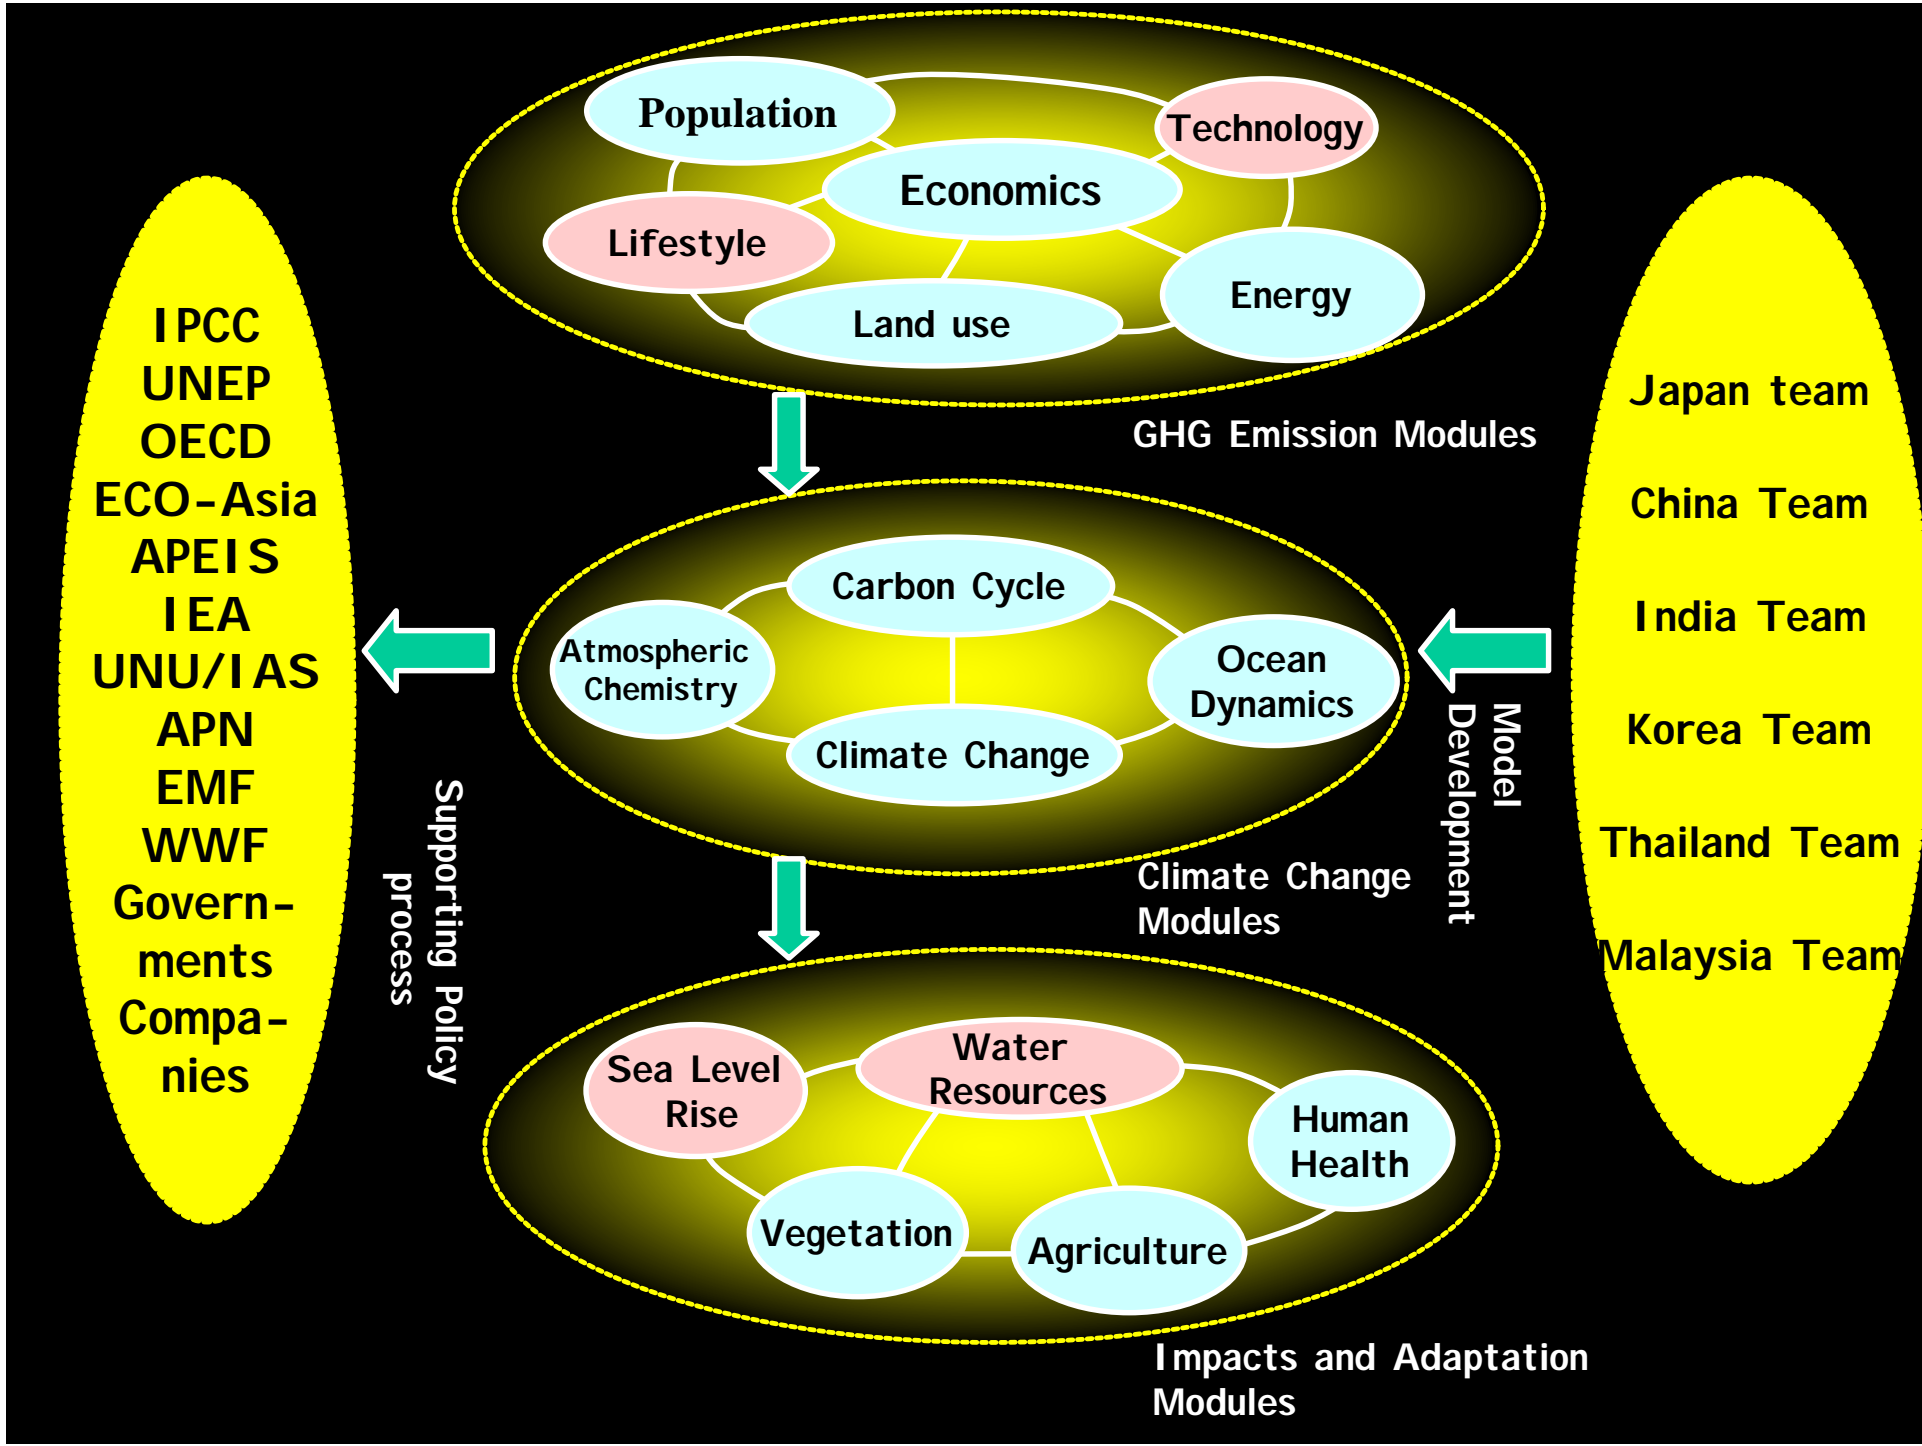 Population
Technology
Economics
Lifestyle
Energy
Land use
GHG Emission Modules
IPCC
UNEP
OECD
ECO-Asia
APEIS
IEA
UNU/IAS
APN
EMF
WWF
Govern-
ments
Compa-
nies
Supporting Policy
process
Carbon Cycle
Atmospheric
Chemistry
Ocean
Dynamics
Climate Change
Climate Change
Modules
Model
Development
Japan team
China Team
India Team
Korea Team
Thailand Team
Malaysia Team
Sea Level
Rise
Water
Resources
Human
Health
Vegetation
Agriculture
Impacts and Adaptation
Modules